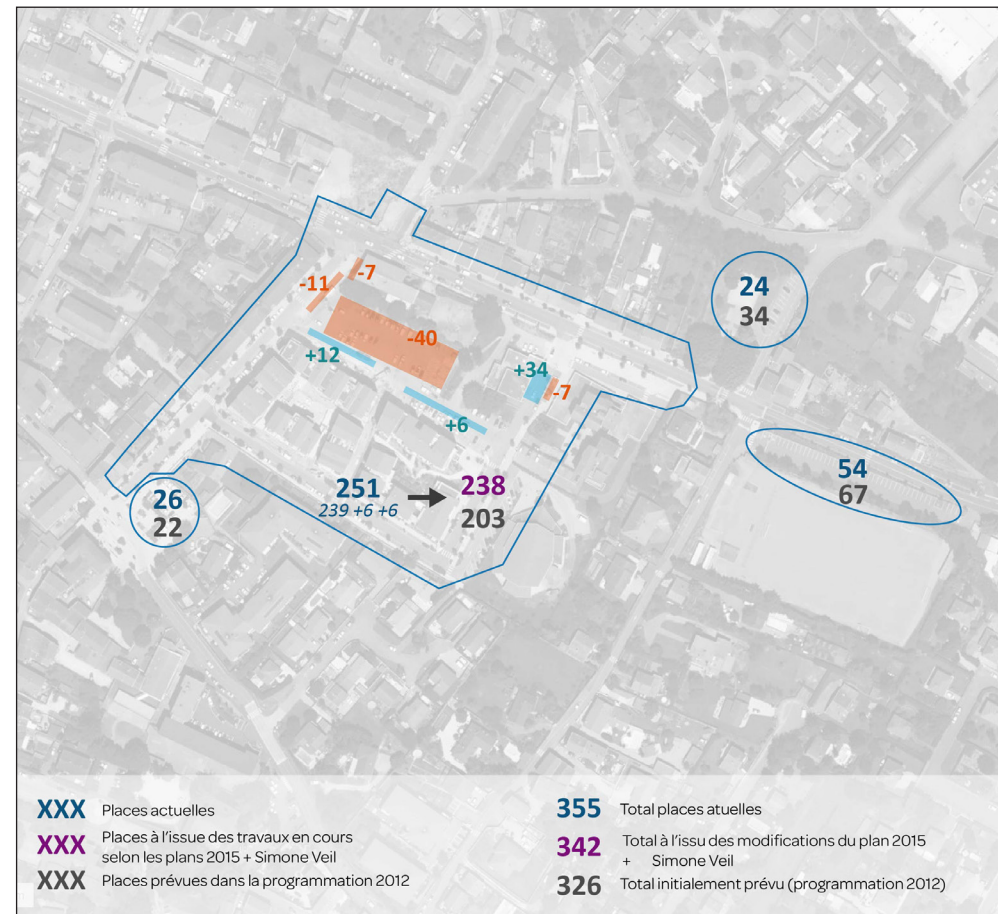 -7
-11
24
34
-40
+12
+34
-7
+6
54
67
251
239 +6 +6
238
203
26
22
XXX Places actuelles
XXX Places à l'issue des travaux en cours
selon les plans 2015 + Simone Veil
XXX Places prévues dans la programmation 2012
355 Total places atuelles
342 Total à l'issu des modifications du plan 2015
+ Simone Veil
326 Total initialement prévu (programmation 2012)